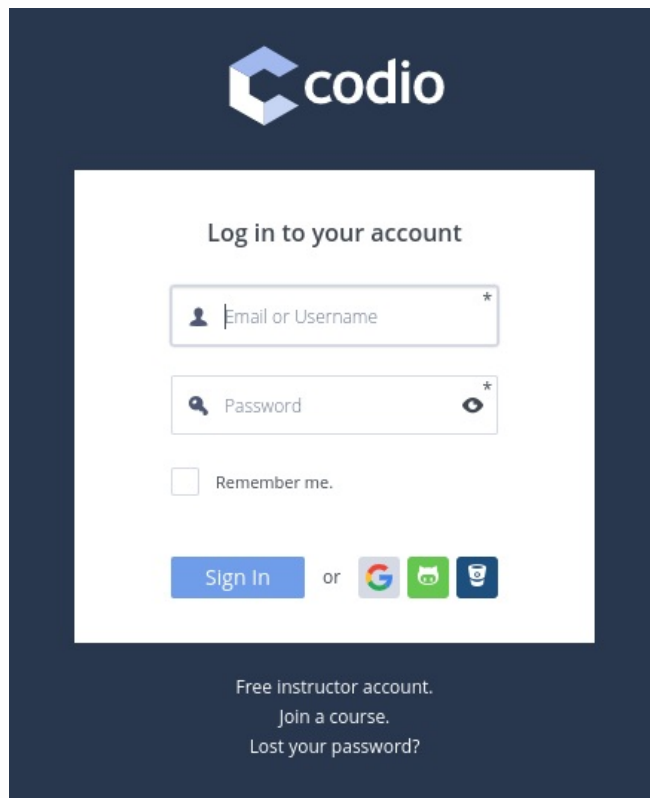 codio
Log in to your account
Email or Username *
Password *
Remember me.
Sign In or G
Free instructor account.
Join a course.
Lost your password?